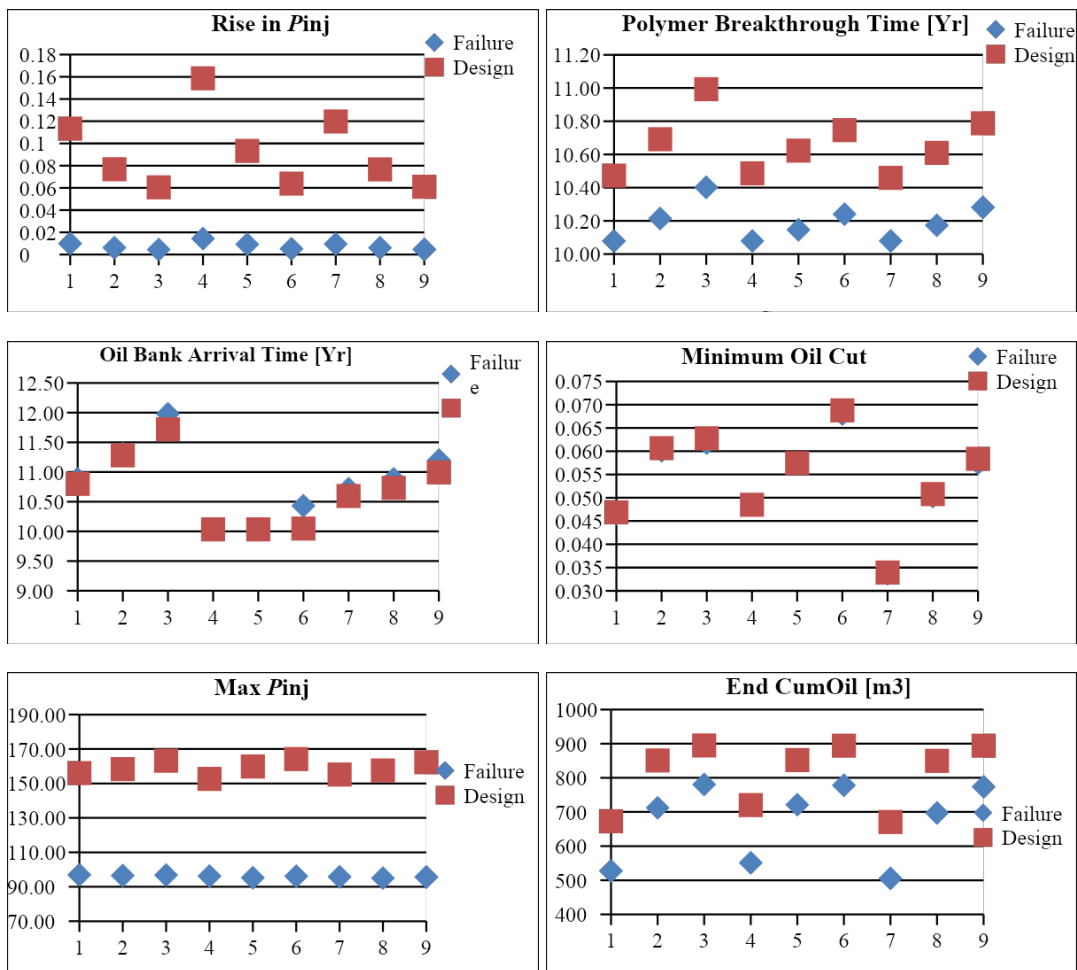 Rise in Pinj
Failure
Design
0.18
0.16
0.14
0.12
0.1
0.08
0.06
0.04
0.02
0
1 2 3 4 5 6 7 8 9
Polymer Breakthrough Time [Yr]
Failure
Design
11.20
11.00
10.80
10.60
10.40
10.20
10.00
1 2 3 4 5 6 7 8 9
Oil Bank Arrival Time [Yr]
Failur
e
12.50
12.00
11.50
11.00
10.50
10.00
9.50
9.00
1 2 3 4 5 6 7 8 9
Minimum Oil Cut
Failure
Design
0.075
0.070
0.065
0.060
0.055
0.050
0.045
0.040
0.035
0.030
1 2 3 4 5 6 7 8 9
Max Pinj
190.00
170.00
150.00
130.00
110.00
90.00
70.00
Failure
Design
1 2 3 4 5 6 7 8 9
End CumOil [m3]
1000
900
800
700
600
500
400
Failure
Design
1 2 3 4 5 6 7 8 9